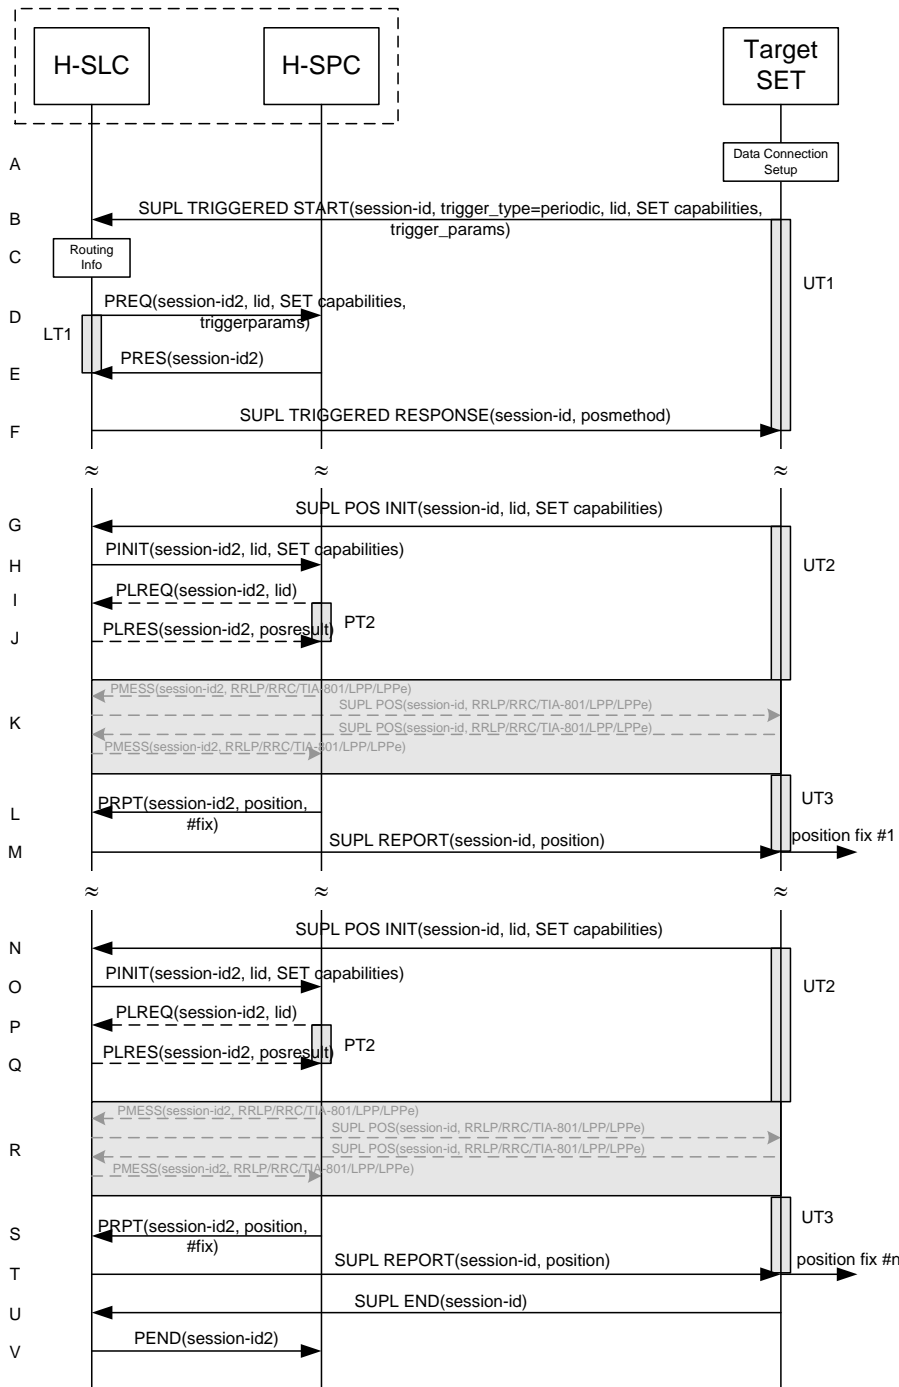 H-SLC
H-SPC
Target
SET
A
Data Connection
Setup
B
SUPL TRIGGERED START(session-id, trigger_type=periodic, lid, SET capabilities,
trigger_params)
C
Routing
Info
UT1
D
PREQ(session-id2, lid, SET capabilities,
triggerparams)
LT1
E
PRES(session-id2)
F
SUPL TRIGGERED RESPONSE(session-id, posmethod)
≈ ≈ ≈
G
SUPL POS INIT(session-id, lid, SET capabilities)
H
PINIT(session-id2, lid, SET capabilities)
UT2
I
PLREQ(session-id2, lid)
PT2
J
PLRES(session-id2, posresult)
K
PMESS(session-id2, RRLP/RRC/TIA-801/LPP/LPPe)
SUPL POS(session-id, RRLP/RRC/TIA-801/LPP/LPPe)
SUPL POS(session-id, RRLP/RRC/TIA-801/LPP/LPPe)
PMESS(session-id2, RRLP/RRC/TIA-801/LPP/LPPe)
UT3
L
PRPT(session-id2, position,
#fix)
M
SUPL REPORT(session-id, position)
position fix #1
≈ ≈ ≈
N
SUPL POS INIT(session-id, lid, SET capabilities)
O
PINIT(session-id2, lid, SET capabilities)
UT2
P
PLREQ(session-id2, lid)
PT2
Q
PLRES(session-id2, posresult)
R
PMESS(session-id2, RRLP/RRC/TIA-801/LPP/LPPe)
SUPL POS(session-id, RRLP/RRC/TIA-801/LPP/LPPe)
SUPL POS(session-id, RRLP/RRC/TIA-801/LPP/LPPe)
PMESS(session-id2, RRLP/RRC/TIA-801/LPP/LPPe)
UT3
S
PRPT(session-id2, position,
#fix)
T
SUPL REPORT(session-id, position)
position fix #n
U
SUPL END(session-id)
V
PEND(session-id2)